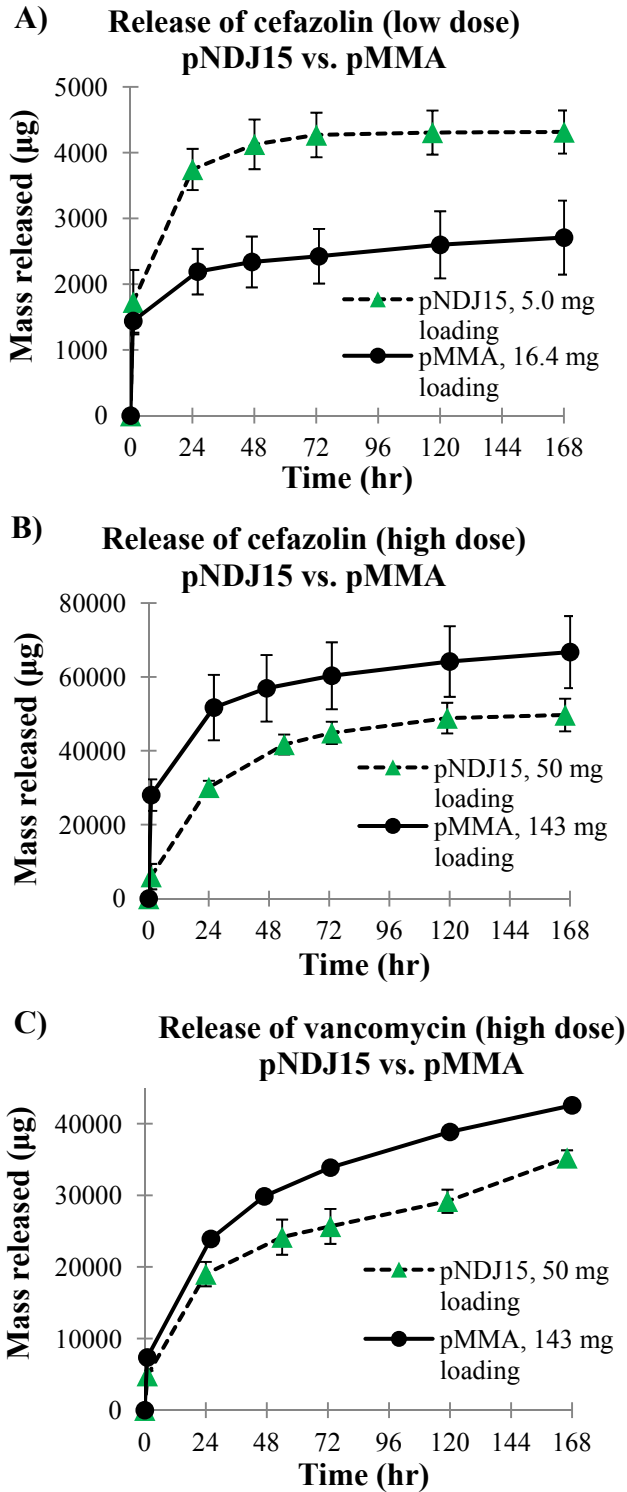 A)
Release of cefazolin (low dose)
pNDJ15 vs. pMMA
Mass released (µg)
5000
4000
3000
2000
1000
0
pNDJ15, 5.0 mg
loading
pMMA, 16.4 mg
loading
0 24 48 72 96 120 144 168
Time (hr)
B)
Release of cefazolin (high dose)
pNDJ15 vs. pMMA
Mass released (µg)
80000
60000
40000
20000
0
pNDJ15, 50 mg
loading
pMMA, 143 mg
loading
0 24 48 72 96 120 144 168
Time (hr)
C)
Release of vancomycin (high dose)
pNDJ15 vs. pMMA
Mass released (µg)
40000
30000
20000
10000
0
pNDJ15, 50 mg
loading
pMMA, 143 mg
loading
0 24 48 72 96 120 144 168
Time (hr)